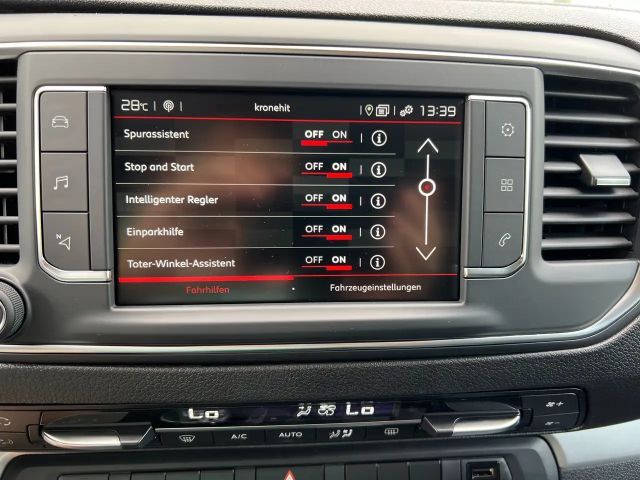 28°C kronehit 13:39
Spurassistent OFF ON i
Stop and Start OFF ON i
Intelligenter Regler OFF ON i
Einparkhilfe OFF ON i
Toter-Winkel-Assistent OFF ON i
Fahrhilfen Fahrzeugeinstellungen
N
Lo Lo
A/C AUTO